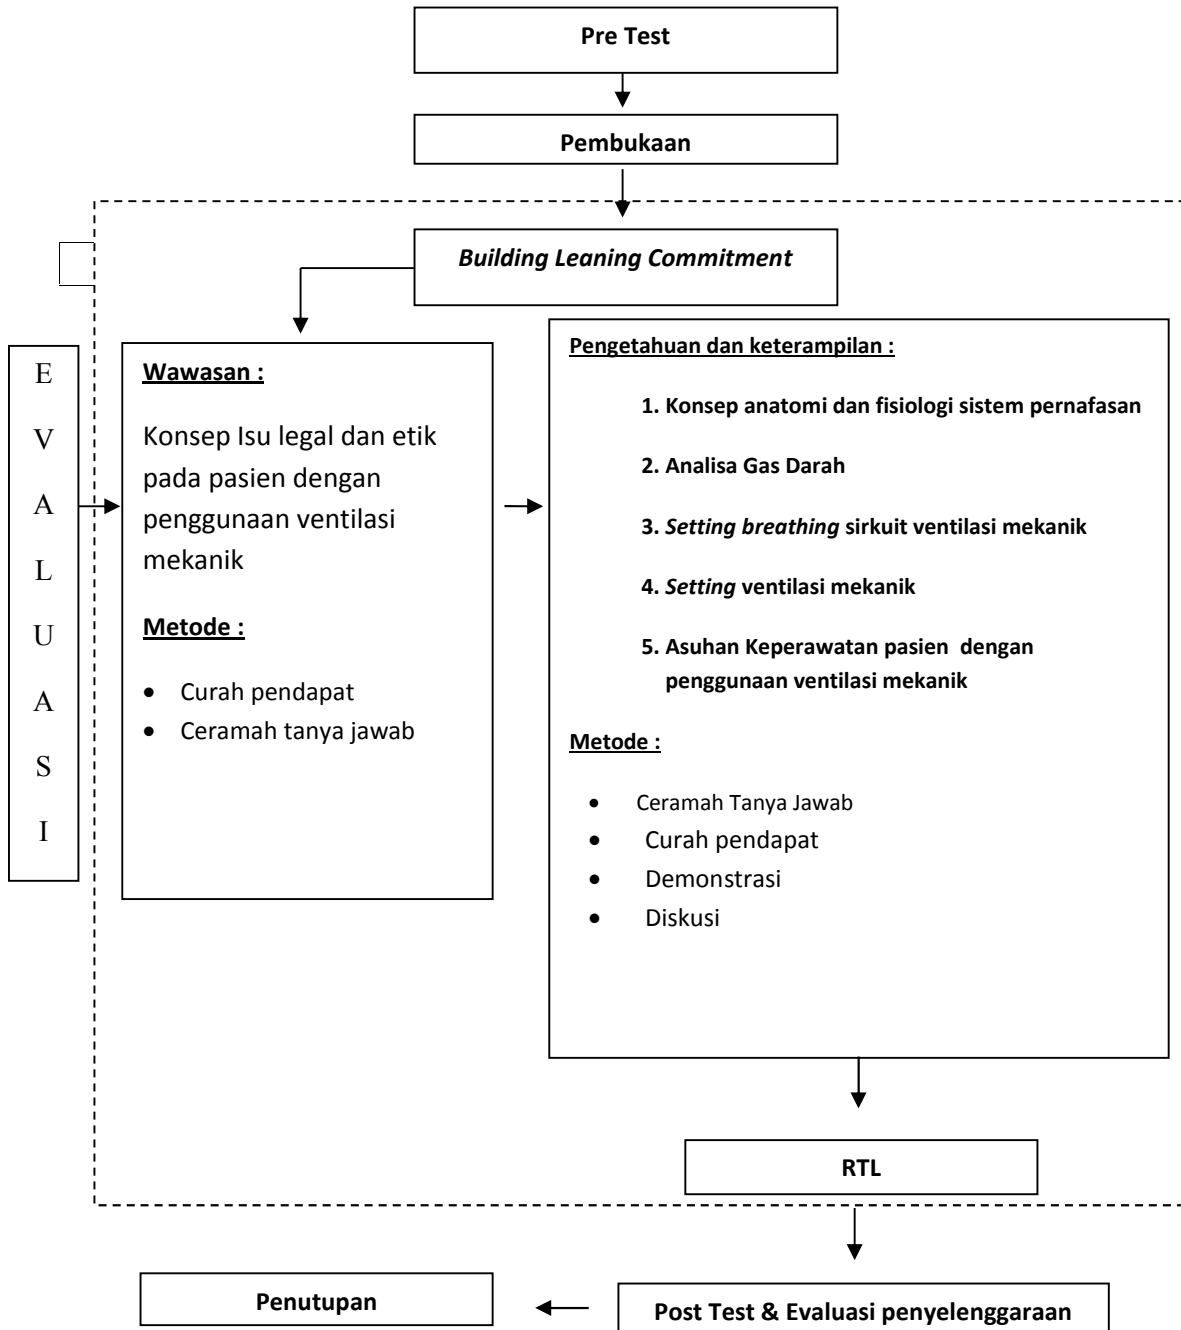 Pre Test
Pembukaan
Building Leaning Commitment
E
V
A
L
U
A
S
I
Wawasan :
Konsep Isu legal dan etik
pada pasien dengan
penggunaan ventilasi
mekanik
Metode :
• Curah pendapat
• Ceramah tanya jawab
Pengetahuan dan keterampilan :
1. Konsep anatomi dan fisiologi sistem pernafasan
2. Analisa Gas Darah
3. Setting breathing sirkuit ventilasi mekanik
4. Setting ventilasi mekanik
5. Asuhan Keperawatan pasien dengan
penggunaan ventilasi mekanik
Metode :
• Ceramah Tanya Jawab
• Curah pendapat
• Demonstrasi
• Diskusi
RTL
Post Test & Evaluasi penyelenggaraan
Penutupan